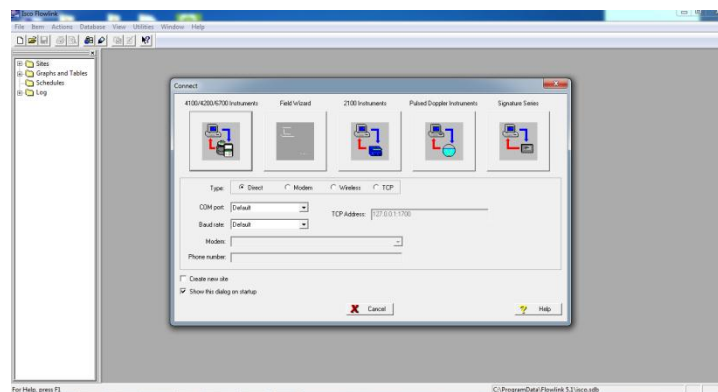 Isco Flowlink
File Item Actions Database View Utilities Window Help
Sites
Graphs and Tables
Schedules
Log
Connect
4100/4200/6700 Instruments Field Wizard 2100 Instruments Pulsed Doppler Instruments Signature Series
Type: Direct Modem Wireless TCP
COM port: Default
TCP Address: 127.0.0.1:1700
Baud rate: Default
Modem:
Phone number:
Create new site
Show this dialog on startup
Cancel Help
For Help, press F1
C:\ProgramData\Flowlink 5.1\isco.sdb